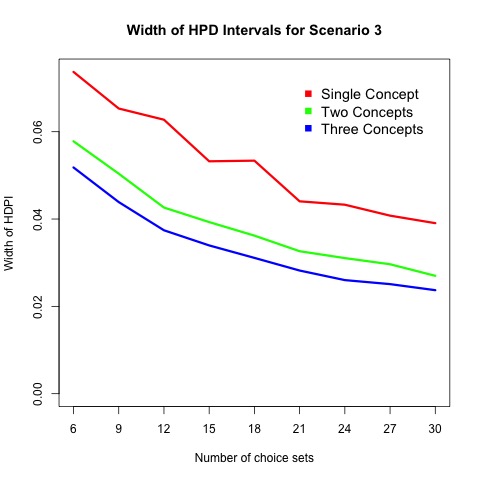 Width of HPD Intervals for Scenario 3
Single Concept
Two Concepts
Three Concepts
Width of HDPI
0.06
0.04
0.02
0.00
6 9 12 15 18 21 24 27 30
Number of choice sets